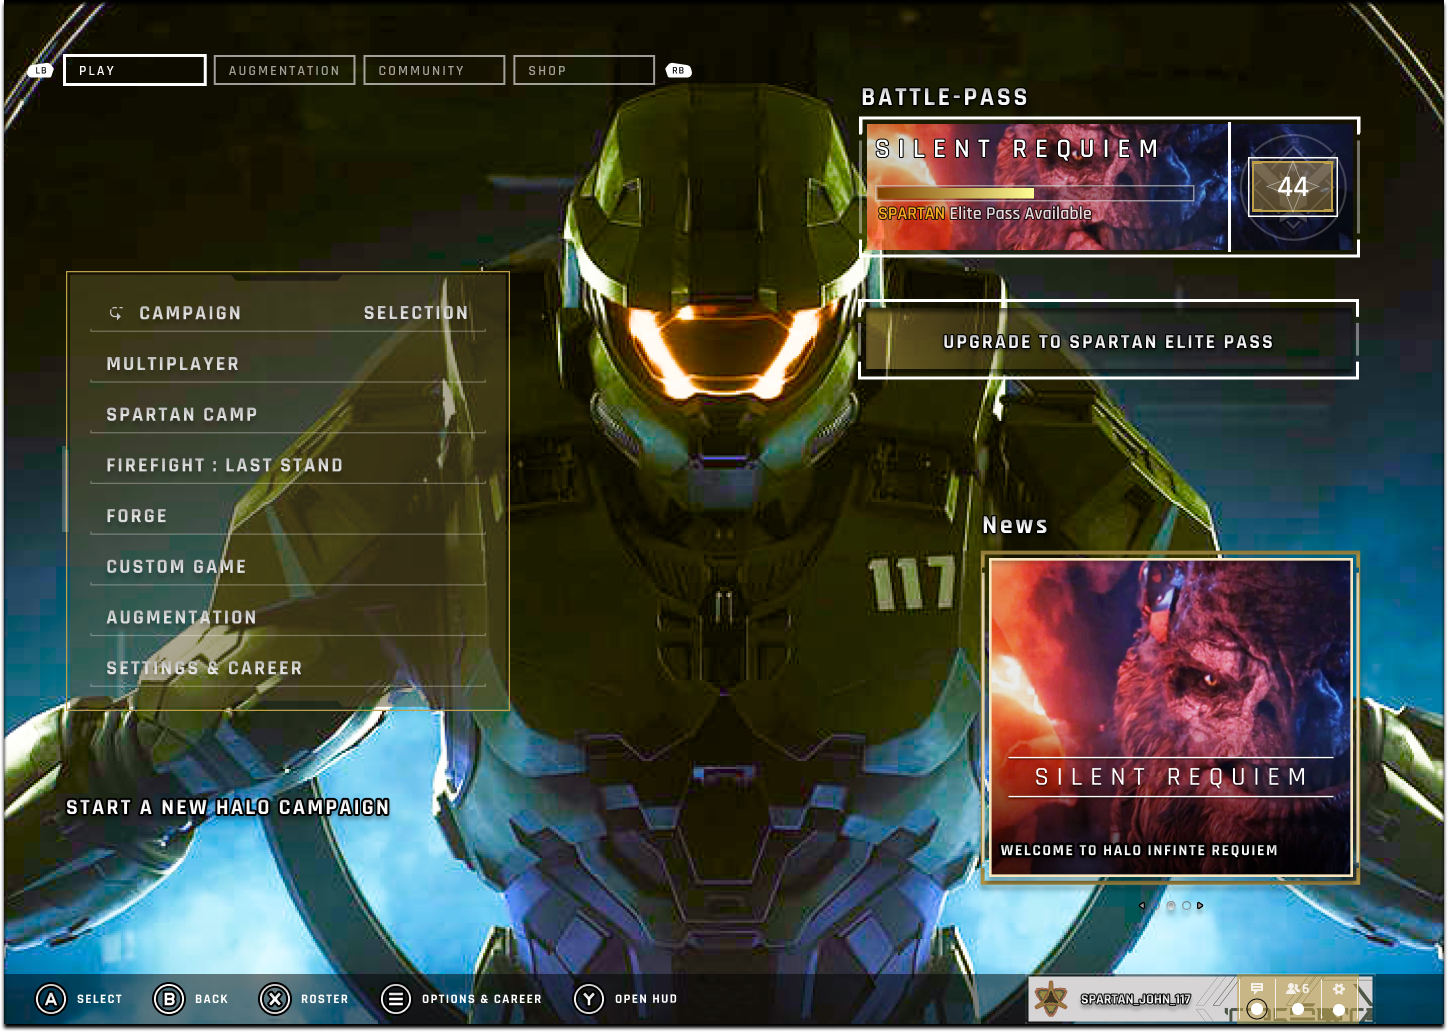 LB
PLAY
AUGMENTATION
COMMUNITY
SHOP
RB
BATTLE-PASS
SILENT REQUIEM
44
SPARTAN Elite Pass Available
UPGRADE TO SPARTAN ELITE PASS
CAMPAIGN SELECTION
MULTIPLAYER
SPARTAN CAMP
FIREFIGHT : LAST STAND
FORGE
CUSTOM GAME
AUGMENTATION
SETTINGS & CAREER
START A NEW HALO CAMPAIGN
117
News
SILENT REQUIEM
WELCOME TO HALO INFINTE REQUIEM
A SELECT
B BACK
X ROSTER
OPTIONS & CAREER
Y OPEN HUD
SPARTAN_JOHN_117
6